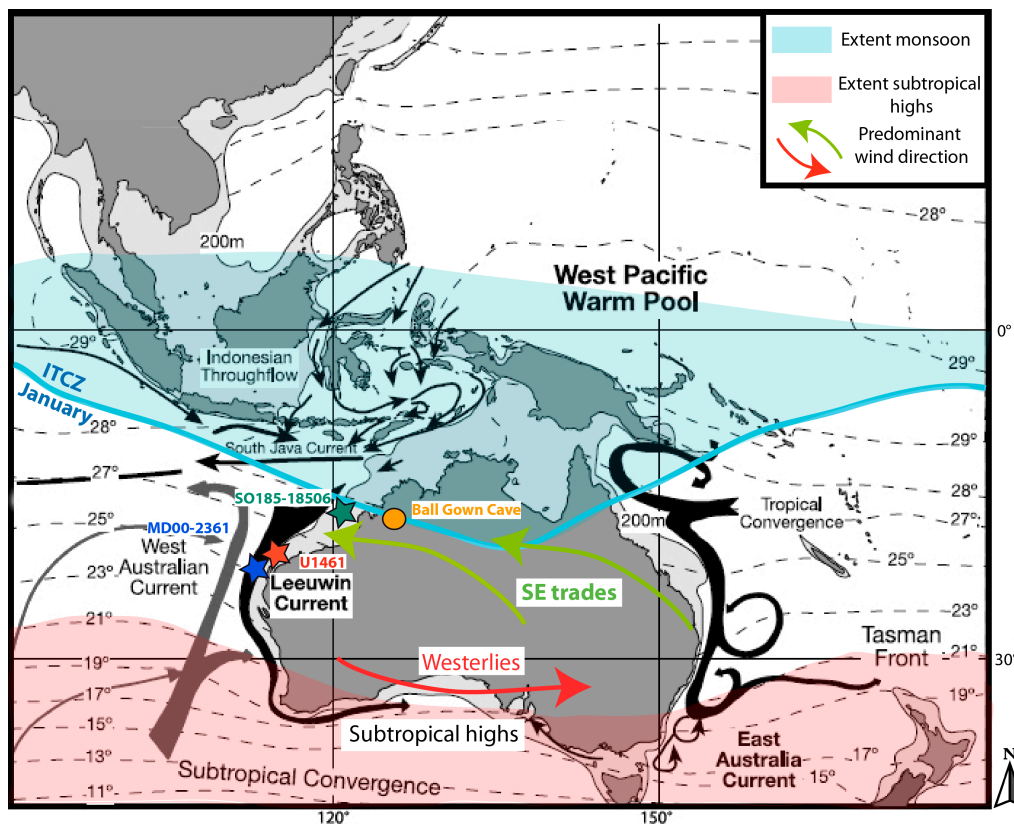 Extent monsoon
Extent subtropical
highs
Predominant
wind direction
28°
200m
West Pacific
Warm Pool
0°
29°
Indonesian
Throughflow
29°
ITCZ
January
28°
South Java Current
29°
27°
SO185-18506
28°
Ball Gown Cave
200m
Tropical
Convergence
27°
25°
MD00-2361
West
Australian
Current
U1461
25°
23°
Leeuwin
Current
SE trades
23°
21°
Tasman
Front
21°
30°
19°
Westerlies
17°
19°
15°
Subtropical highs
13°
East
Australia
Current
17°
15°
Subtropical Convergence
11°
N
120°
150°